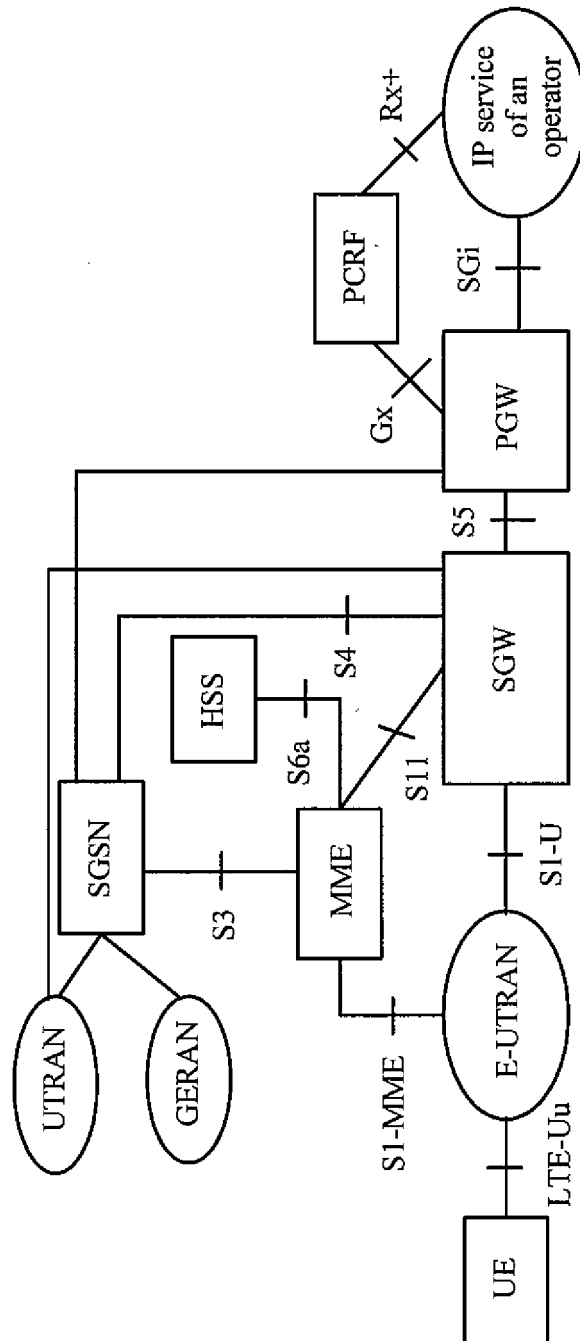 UTRAN
GERAN
SGSN
HSS
PCRF
Rx+
Gx
S3
S6a
S4
MME
S1-MME
S11
UE
LTE-Uu
E-UTRAN
S1-U
SGW
S5
PGW
SGi
IP service
of an
operator